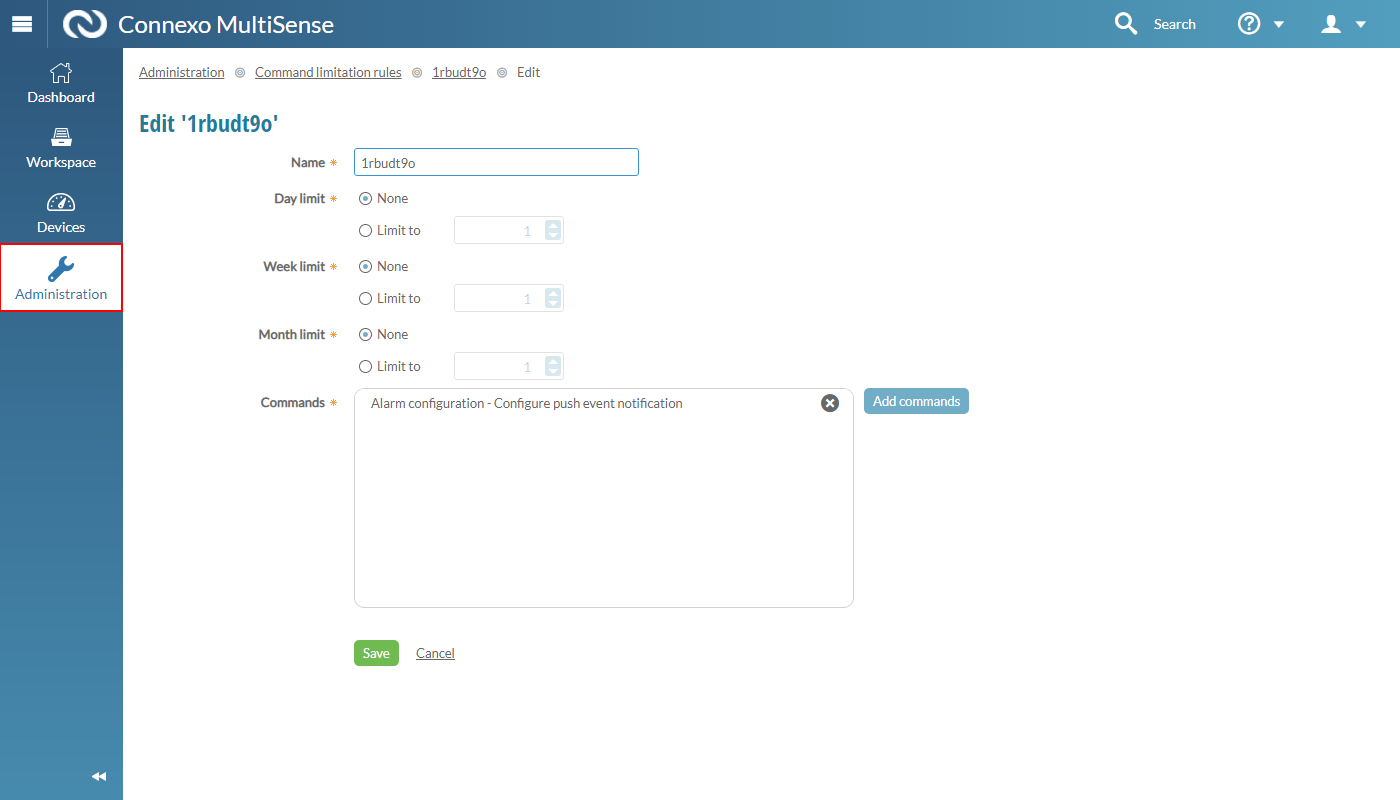 Connexo MultiSense
Search
Dashboard
Workspace
Devices
Administration
Administration Command limitation rules 1rbudt9o Edit
Edit '1rbudt9o'
Name * 1rbudt9o
Day limit * None
Limit to 1
Week limit * None
Limit to 1
Month limit * None
Limit to 1
Commands * Alarm configuration - Configure push event notification Add commands
Save Cancel